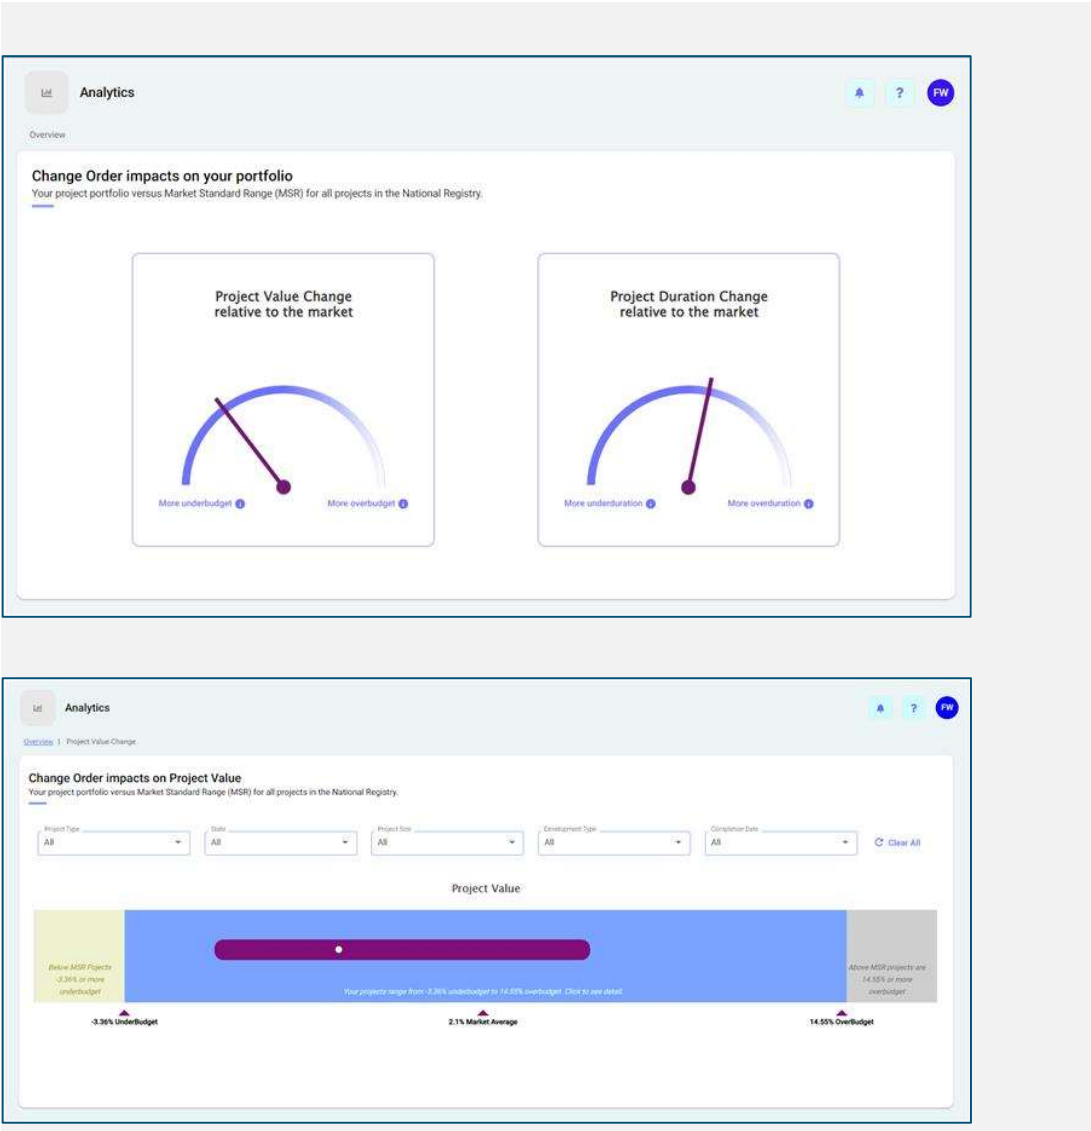 Analytics
FW
Overview
Change Order impacts on your portfolio
Your project portfolio versus Market Standard Range (MSR) for all projects in the National Registry.
Project Value Change
relative to the market
Project Duration Change
relative to the market
More underbudget
More overbudget
More underduration
More overduration
Analytics
?
FW
Overview | Project Value Change
Change Order impacts on Project Value
Your project portfolio versus Market Standard Range (MSR) for all projects in the National Registry.
Project Type
All
State
All
Project Size
All
Development Type
All
Completion Date
All
Clear All
Project Value
Below MSR Pojects
-3.36% or more
underbudget
Your projects range from -3.36% underbudget to 14.55% overbudget. Click to see detail.
Above MSR projects are
14.55% or more
overbudget
-3.36% UnderBudget
2.1% Market Average
14.55% OverBudget